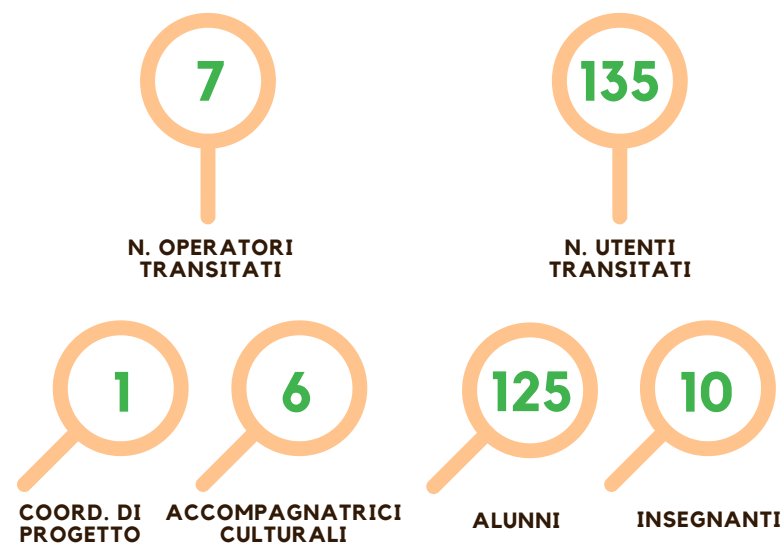 7
135
N. OPERATORI
TRANSITATI
N. UTENTI
TRANSITATI
1
6
125
10
COORD. DI
PROGETTO
ACCOMPAGNATRICI
CULTURALI
ALUNNI
INSEGNANTI